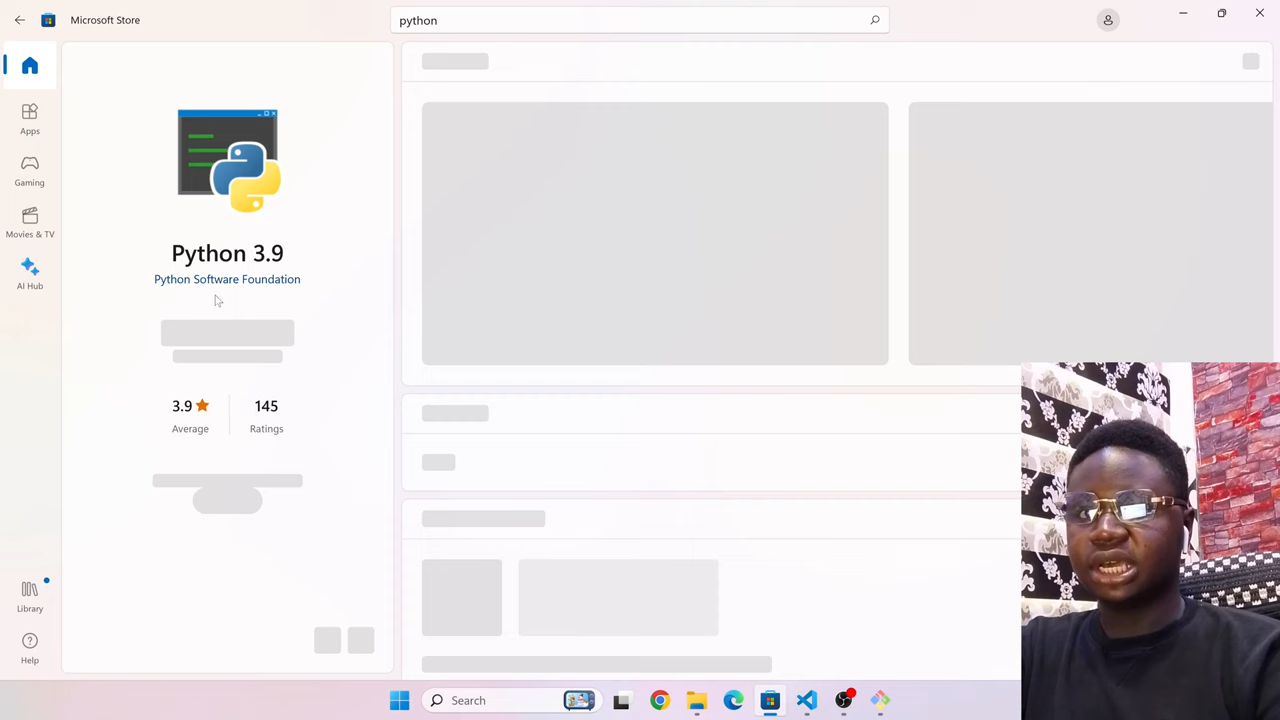 Microsoft Store
python
Apps
Gaming
Movies & TV
AI Hub
Python 3.9
Python Software Foundation
3.9
145
Average
Ratings
Library
Help
Search